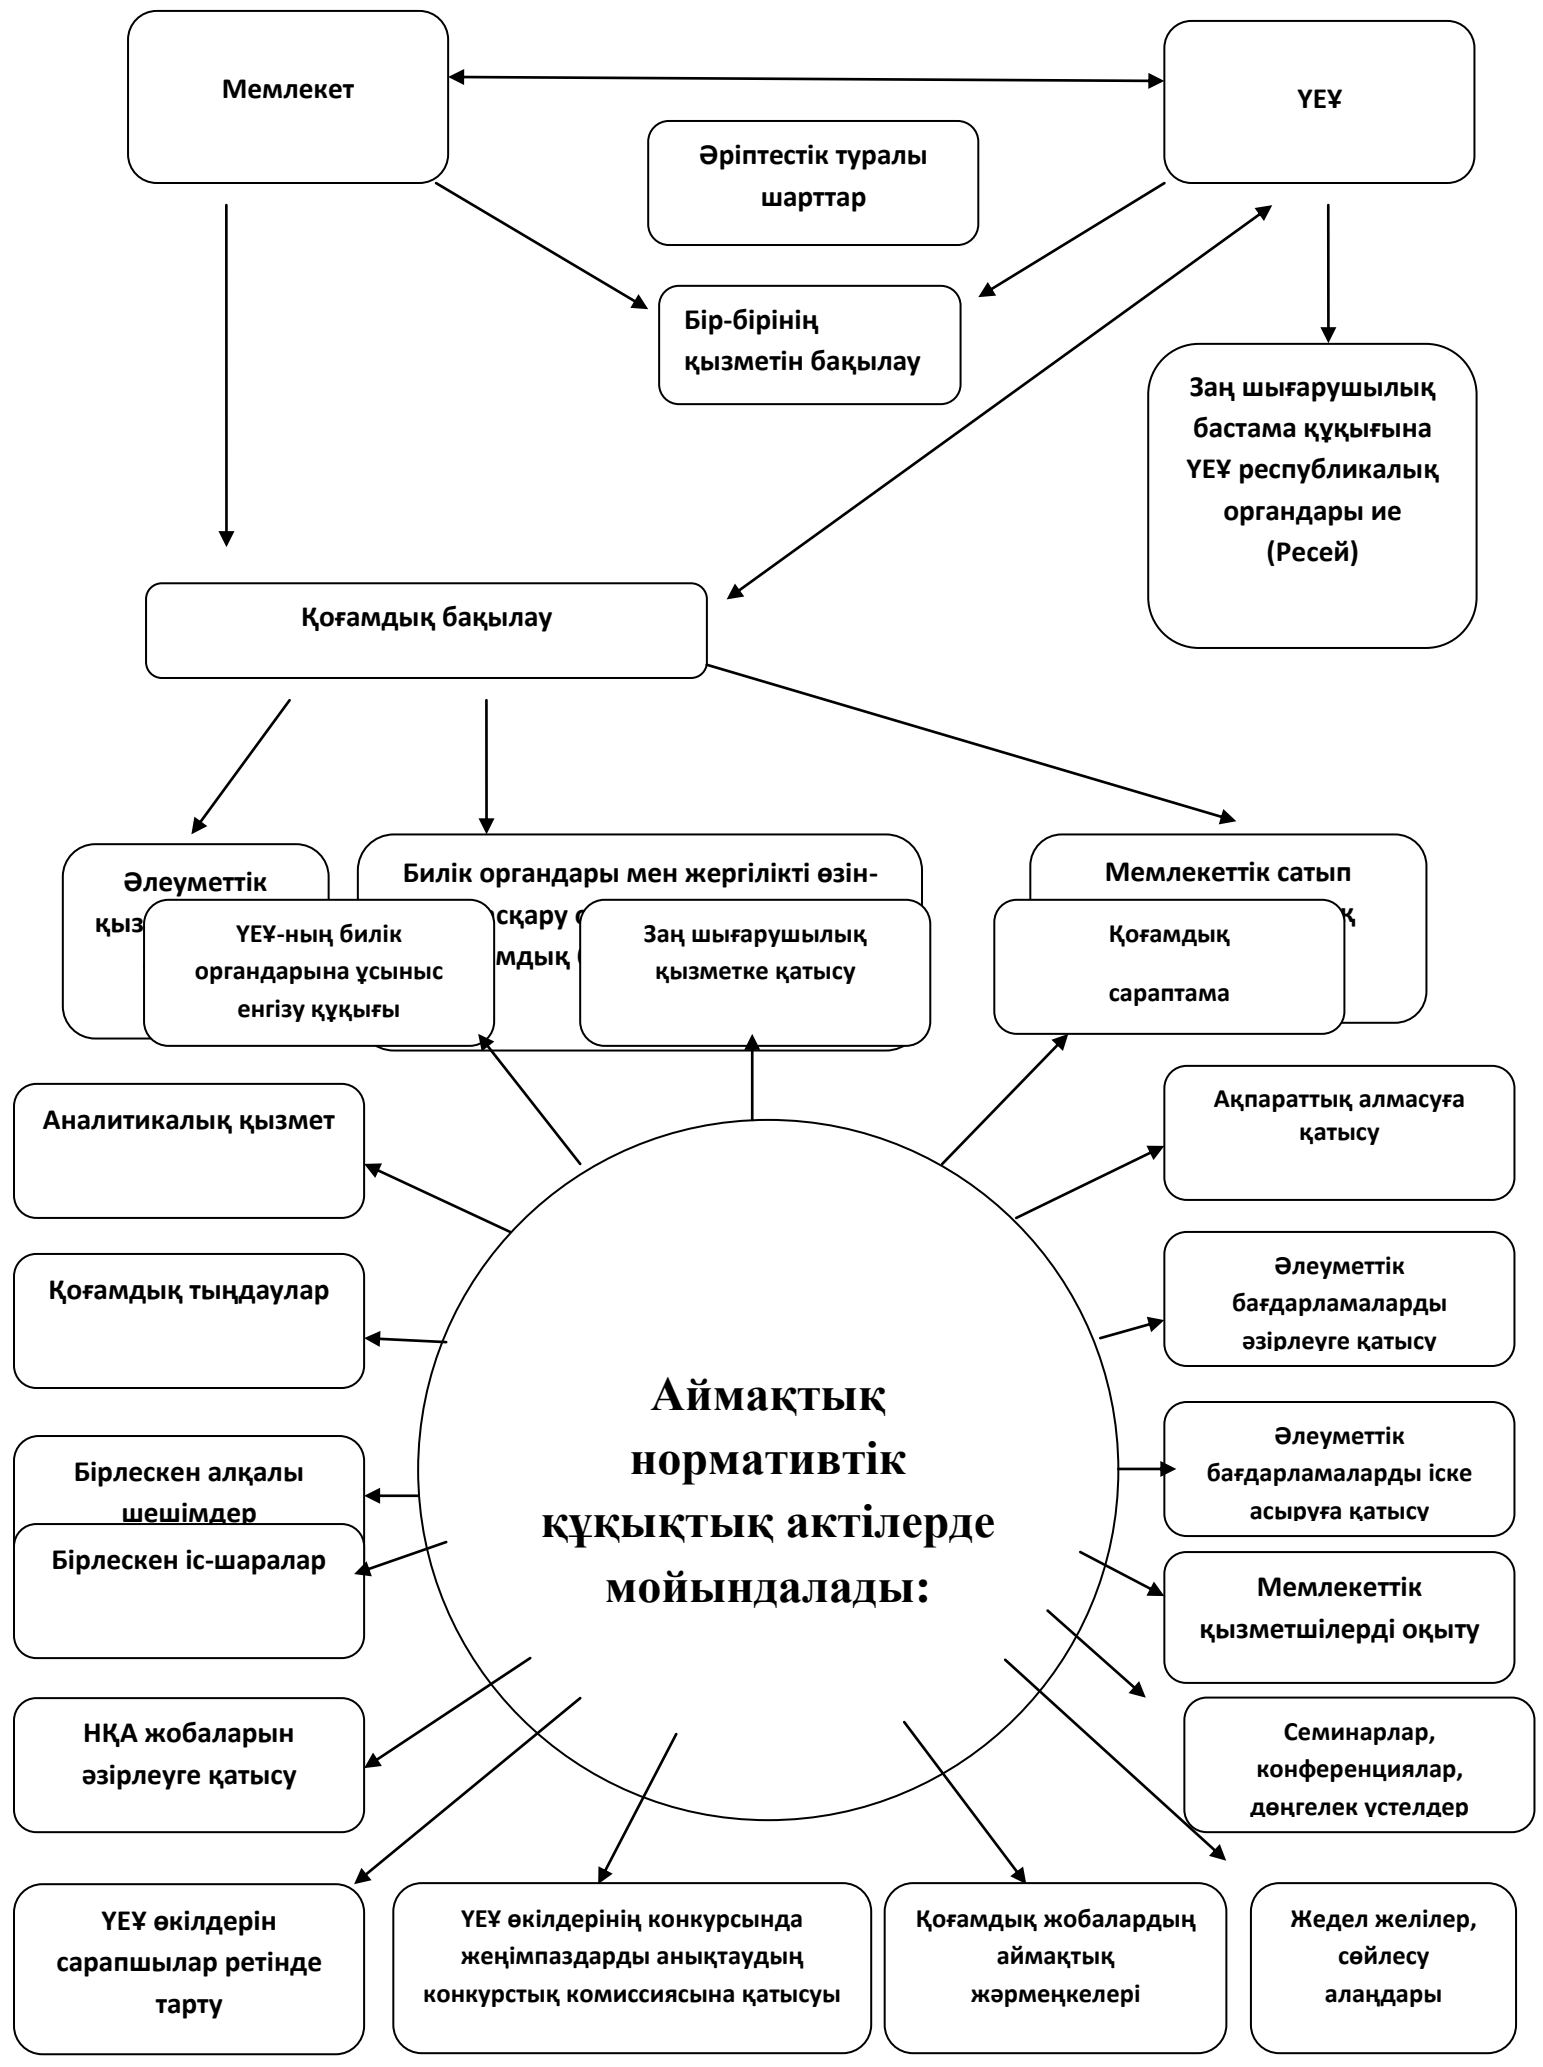 Мемлекет
ҮЕҰ
Әріптестік туралы
шарттар
Бір-бірінің
қызметін бақылау
Заң шығарушылық
бастама құқығына
ҮЕҰ республикалық
органдары ие
(Ресей)
Қоғамдық бақылау
Әлеуметтік
Билік органдары мен жергілікті өзін-
Мемлекеттік сатып
ҮЕҰ-ның билік
органдарына ұсыныс
енгізу құқығы
Заң шығарушылық
қызметке қатысу
Қоғамдық
сараптама
Аналитикалық қызмет
Ақпараттық алмасуға
қатысу
Қоғамдық тыңдаулар
Әлеуметтік
бағдарламаларды
әзірлеуге қатысу
Аймақтық
нормативтік
құқықтық актілерде
мойындалады:
Бірлескен алқалы
шешімдер
Әлеуметтік
бағдарламаларды іске
асыруға қатысу
Бірлескен іс-шаралар
Мемлекеттік
қызметшілерді оқыту
НҚА жобаларын
әзірлеуге қатысу
Семинарлар,
конференциялар,
дөңгелек үстелдер
ҮЕҰ өкілдерін
сарапшылар ретінде
тарту
ҮЕҰ өкілдерінің конкурсында
жеңімпаздарды анықтаудың
конкурстық комиссиясына қатысуы
Қоғамдық жобалардың
аймақтық
жәрмеңкелері
Жедел желілер,
сөйлесу
алаңдары